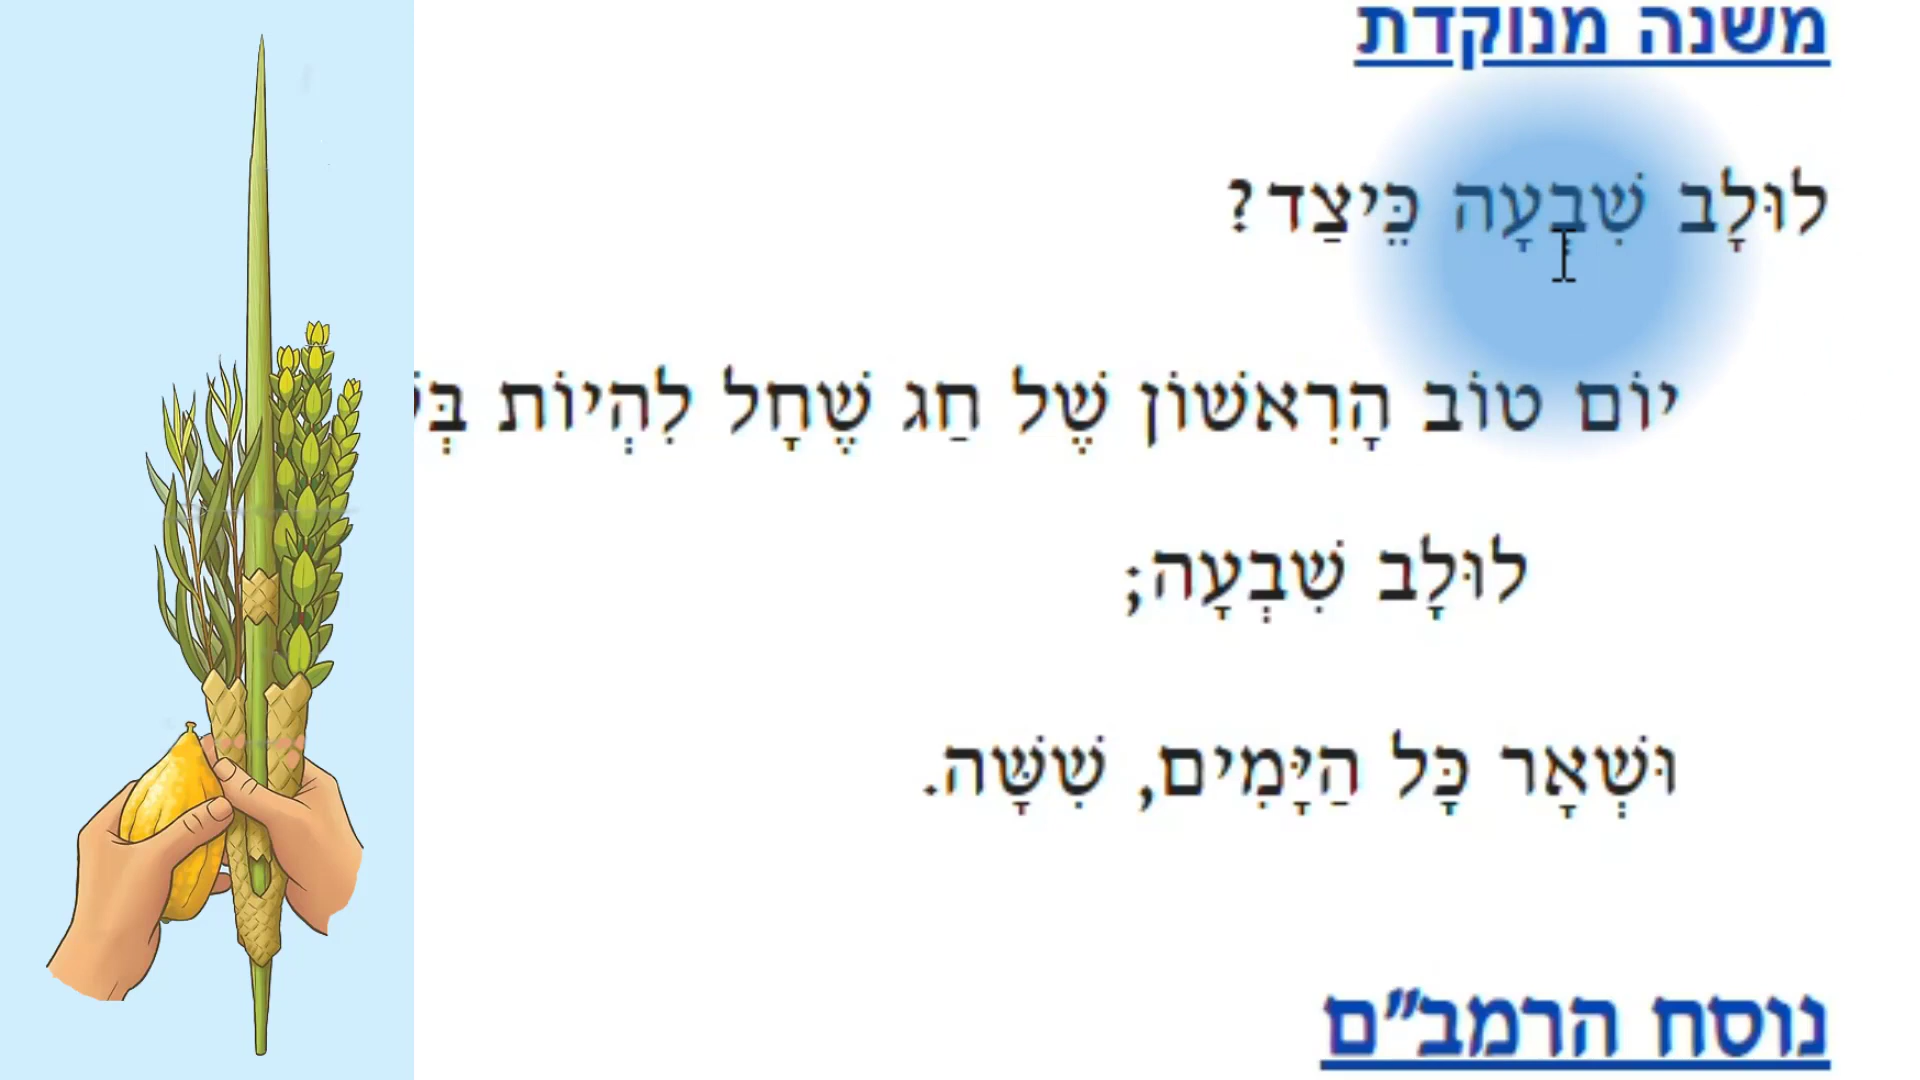 משנה מנוקדת
לוּלָב שִׁבְעָה כֵּיצַד?
יוֹם טוֹב הָרִאשׁוֹן שֶׁל חַג שֶׁחָל לִהְיוֹת
לוּלָב שִׁבְעָה;
וּשְׁאָר כָּל הַיָּמִים, שִׁשָּׁה.
נוסח הרמב"ם